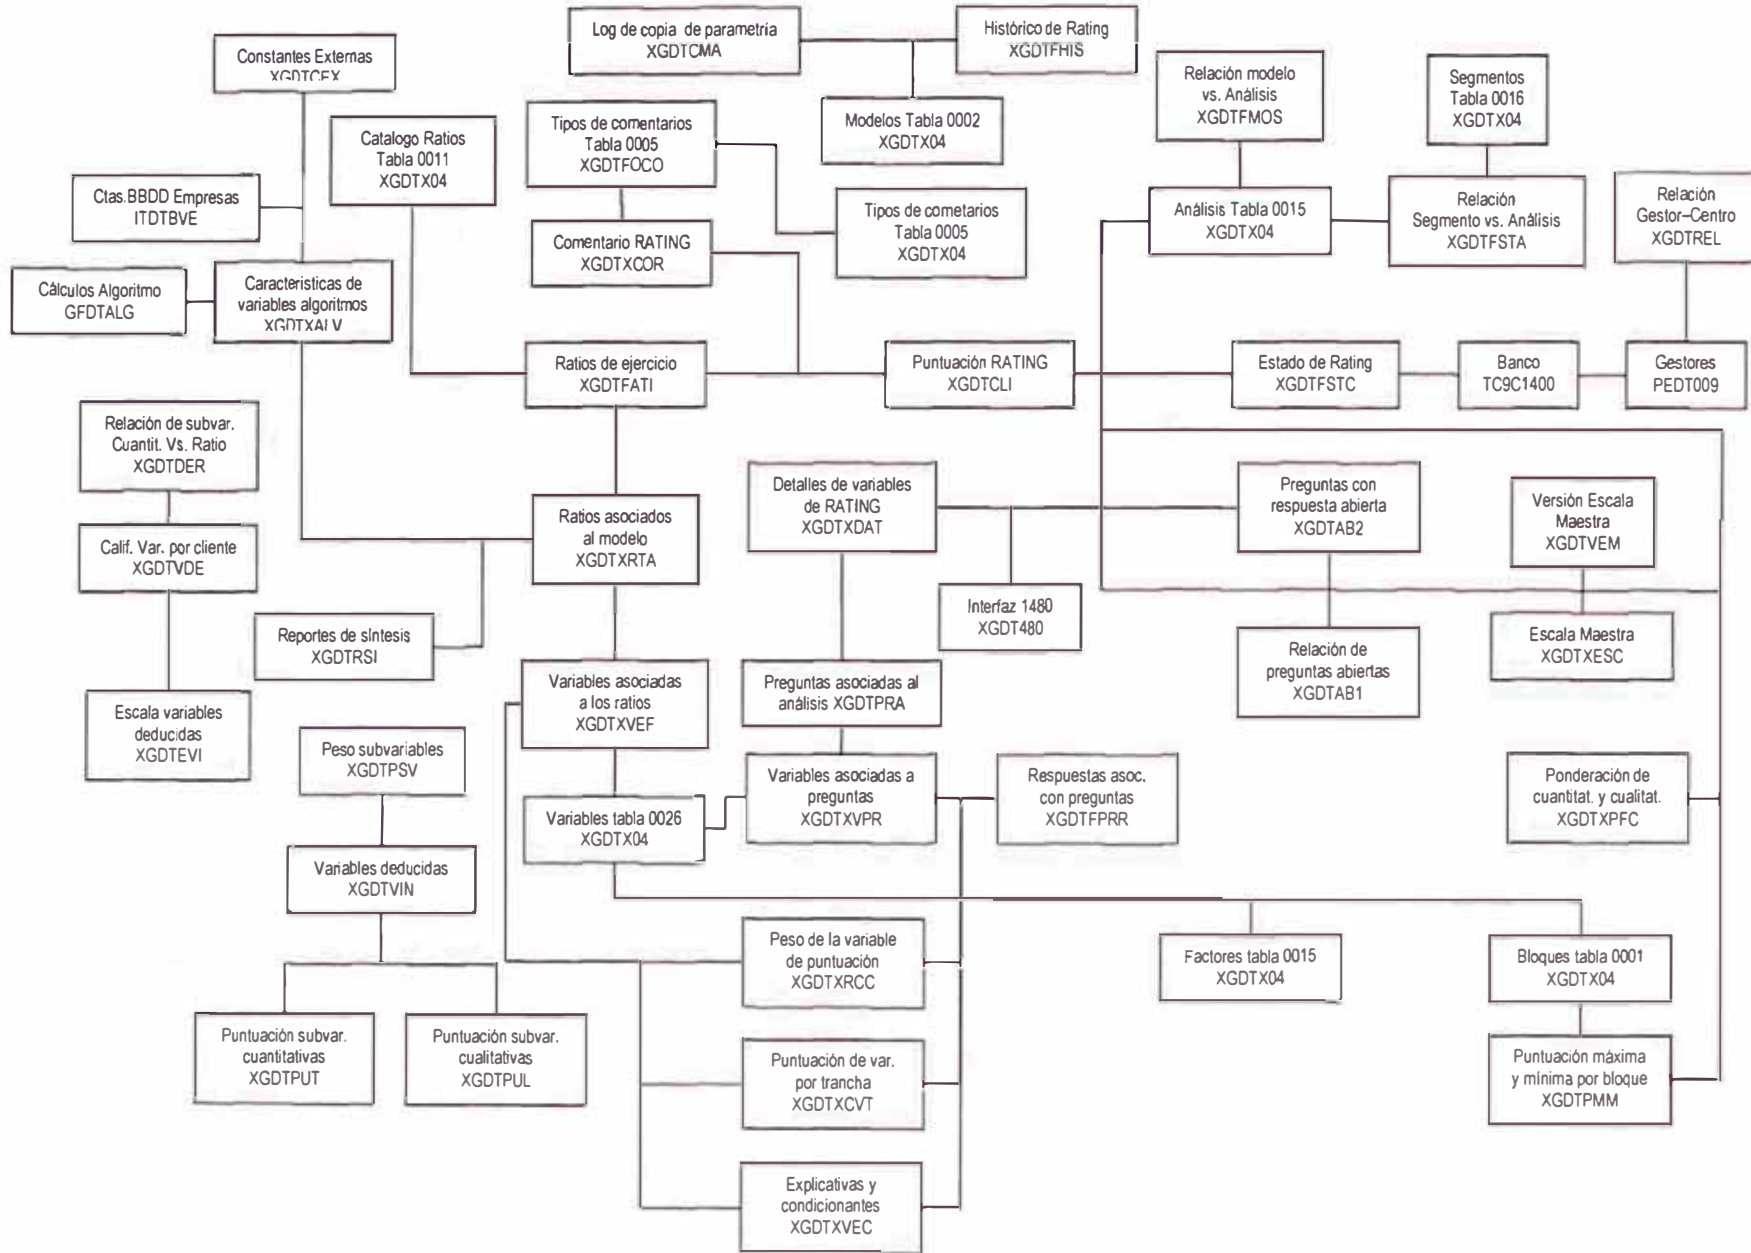 Log de copia de parametría
XGDTCMA
Histórico de Rating
XGDTFHIS
Constantes Externas
XGDTCEX
Relación modelo
vs. Análisis
XGDTFMOS
Segmentos
Tabla 0016
XGDTX04
Modelos Tabla 0002
XGDTX04
Tipos de comentarios
Tabla 0005
XGDTFOCO
Catalogo Ratios
Tabla 0011
XGDTX04
Ctas.BBDD Empresas
ITDTBVE
Tipos de cometarios
Tabla 0005
XGDTX04
Análisis Tabla 0015
XGDTX04
Relación
Segmento vs. Análisis
XGDTFSTA
Relación
Gestor–Centro
XGDTREL
Comentario RATING
XGDTXCOR
Cálculos Algoritmo
GFDTALG
Caracteristicas de
variables algoritmos
XGDTXALV
Ratios de ejercicio
XGDTFATI
Puntuación RATING
XGDTCLI
Estado de Rating
XGDTFSTC
Banco
TC9C1400
Gestores
PEDT009
Relación de subvar.
Cuantit. Vs. Ratio
XGDTDER
Detalles de variables
de RATING
XGDTXDAT
Preguntas con
respuesta abierta
XGDTAB2
Versión Escala
Maestra
XGDTVEM
Ratios asociados
al modelo
XGDTXRTA
Calif. Var. por cliente
XGDTVDE
Interfaz 1480
XGDT480
Reportes de síntesis
XGDTRSI
Relación de
preguntas abiertas
XGDTAB1
Escala Maestra
XGDTXESC
Variables asociadas
a los ratios
XGDTXVEF
Preguntas asociadas al
análisis XGDTPRA
Escala variables
deducidas
XGDTEVI
Peso subvariables
XGDTPSV
Variables asociadas a
preguntas
XGDTXVPR
Respuestas asoc.
con preguntas
XGDTFPRR
Ponderación de
cuantitat. y cualitat.
XGDTXPFC
Variables tabla 0026
XGDTX04
Variables deducidas
XGDTVIN
Peso de la variable
de puntuación
XGDTXRCC
Factores tabla 0015
XGDTX04
Bloques tabla 0001
XGDTX04
Puntuación subvar.
cuantitativas
XGDTPUT
Puntuación subvar.
cualitativas
XGDTPUL
Puntuación de var.
por trancha
XGDTXCVT
Puntuación máxima
y mínima por bloque
XGDTPMM
Explicativas y
condicionantes
XGDTXVEC